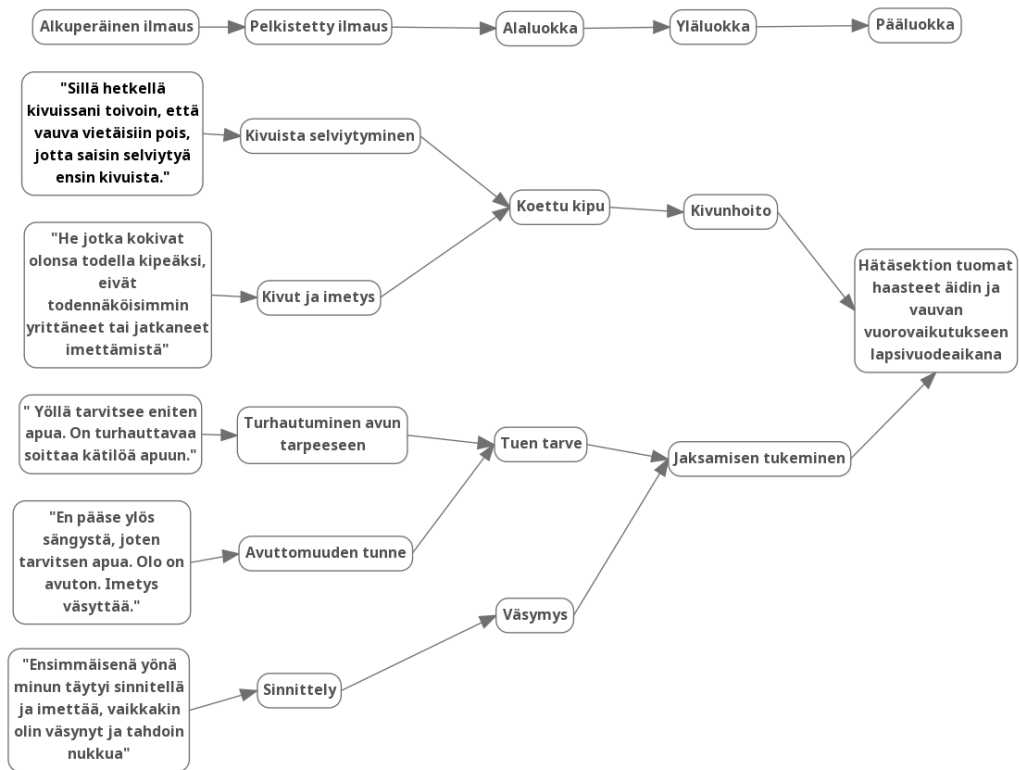 Alkuperäinen ilmaus
Pelkistetty ilmaus
Alaluokka
Yläluokka
Pääluokka
"Sillä hetkellä
kivuissani toivoin, että
vauva vietäisiin pois,
jotta saisin selviytyä
ensin kivuista."
Kivuista selviytyminen
"He jotka kokivat
olonsa todella kipeäksi,
eivät
todennäköisimmin
yrittäneet tai jatkaneet
imettämistä"
Kivut ja imetys
Koettu kipu
Kivunhoito
Hätäsektion tuomat
haasteet äidin ja
vauvan
vuorovaikutukseen
lapsivuodeaikana
" Yöllä tarvitsee eniten
apua. On turhauttavaa
soittaa kätilöä apuun."
Turhautuminen avun
tarpeeseen
Tuen tarve
Jaksamisen tukeminen
"En pääse ylös
sängystä, joten
tarvitsen apua. Olo on
avuton. Imetys
väsyttää."
Avuttomuuden tunne
Väsymys
"Ensimmäisenä yönä
minun täytyi sinnitellä
ja imettää, vaikkakin
olin väsynyt ja tahdoin
nukkua"
Sinnittely